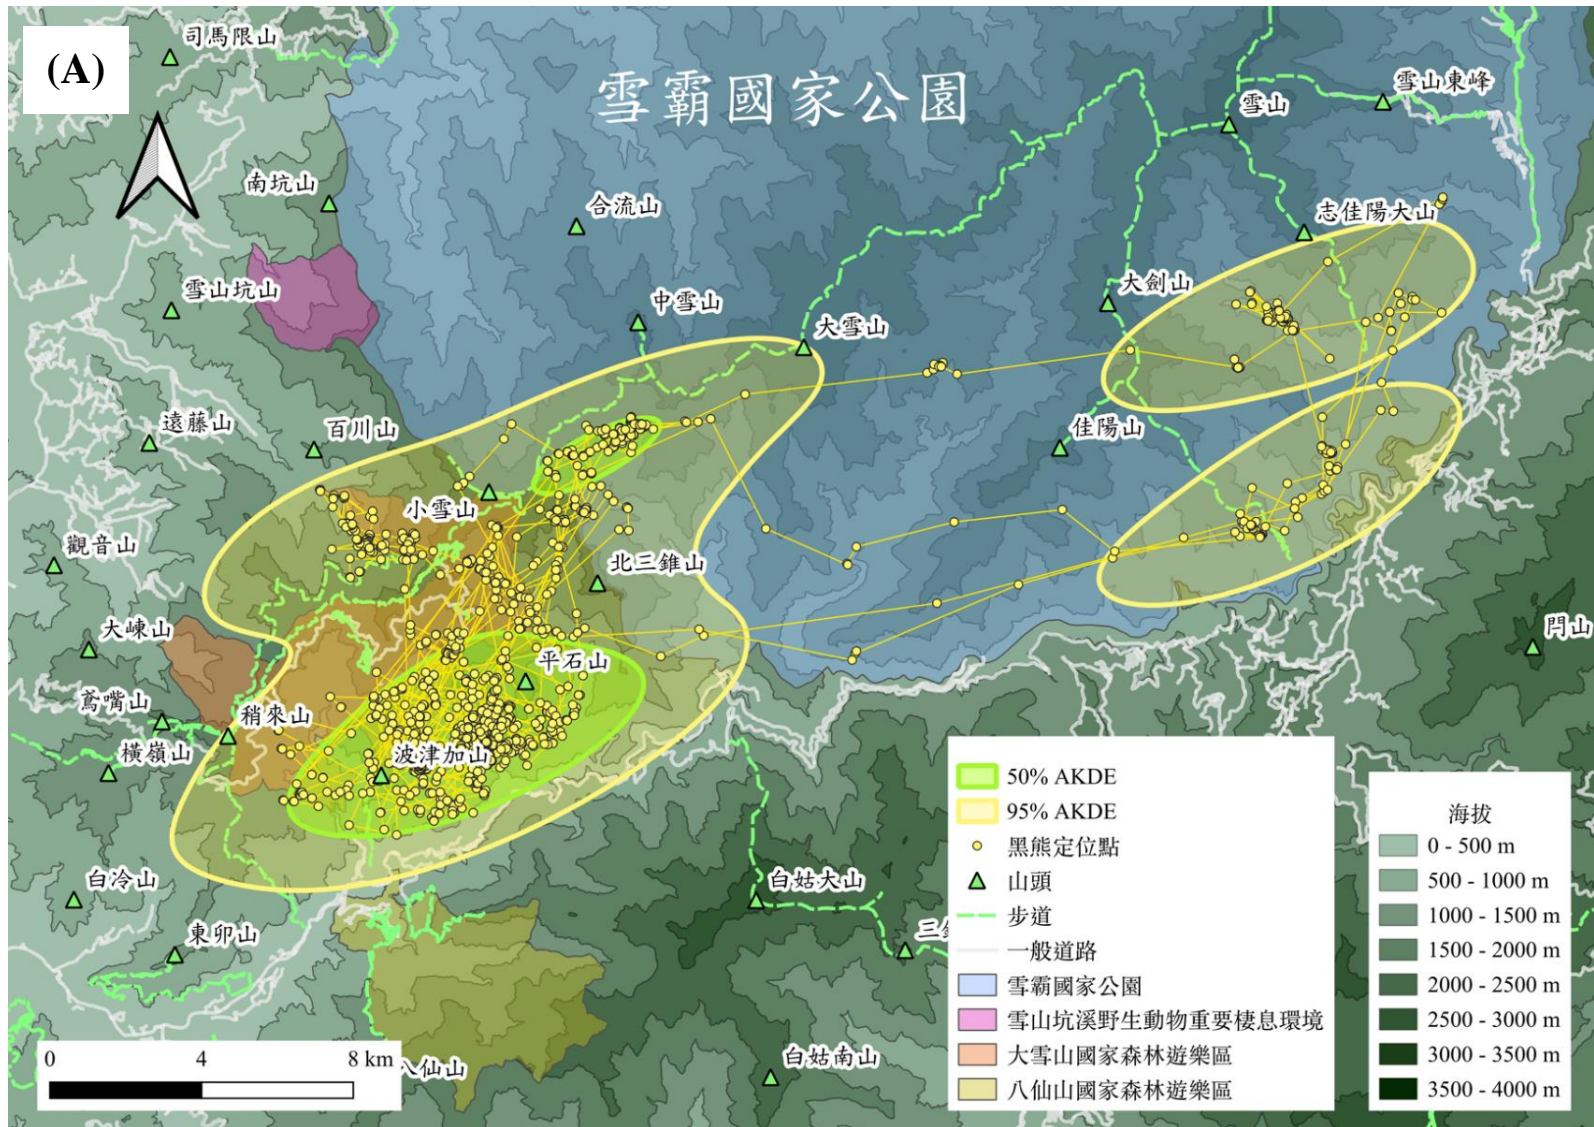 (A)
雪霸國家公園
司馬限山
雪山
雪山東峰
南坑山
合流山
志佳陽大山
雪山坑山
中雪山
大雪山
大劍山
遠藤山
百川山
佳陽山
小雪山
觀音山
北三錐山
大崠山
平石山
閂山
鳶嘴山
稍來山
橫嶺山
波津加山
白冷山
東卯山
白姑大山
三錐
八仙山
白姑南山
50% AKDE
95% AKDE
黑熊定位點
山頭
步道
一般道路
雪霸國家公園
雪山坑溪野生動物重要棲息環境
大雪山國家森林遊樂區
八仙山國家森林遊樂區
海拔
0 - 500 m
500 - 1000 m
1000 - 1500 m
1500 - 2000 m
2000 - 2500 m
2500 - 3000 m
3000 - 3500 m
3500 - 4000 m
0 4 8 km